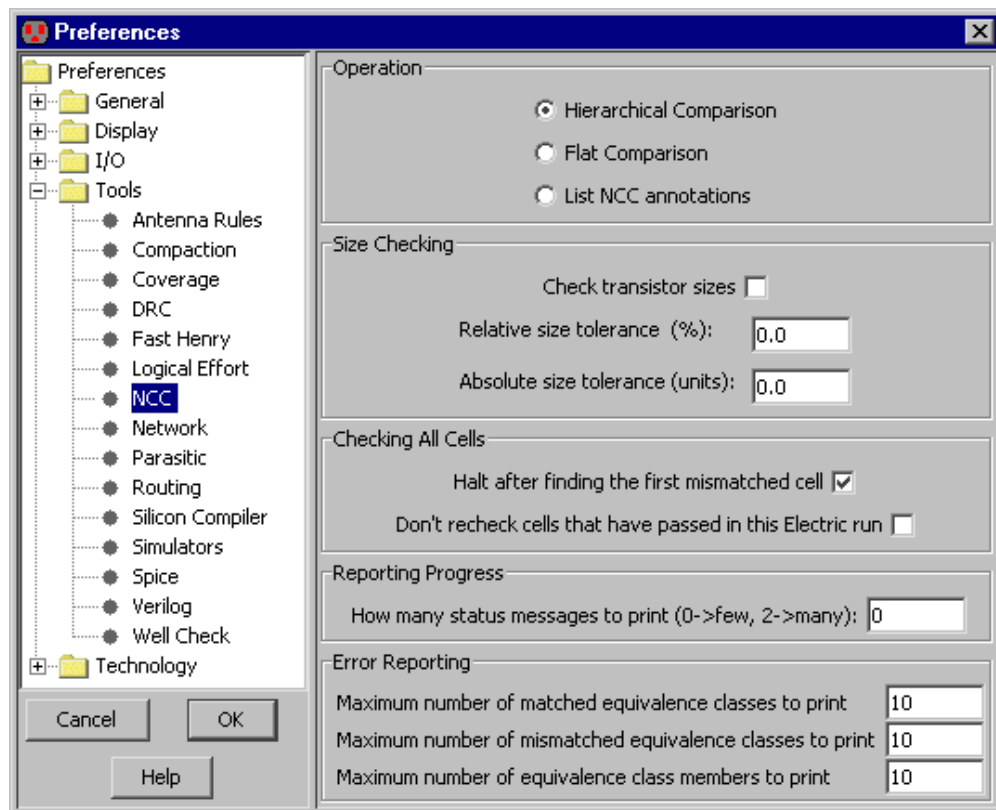 Preferences
Preferences
General
Display
I/O
Tools
Antenna Rules
Compaction
Coverage
DRC
Fast Henry
Logical Effort
NCC
Network
Parasitic
Routing
Silicon Compiler
Simulators
Spice
Verilog
Well Check
Technology
Cancel
OK
Help
Operation
Hierarchical Comparison
Flat Comparison
List NCC annotations
Size Checking
Check transistor sizes
Relative size tolerance (%): 0.0
Absolute size tolerance (units): 0.0
Checking All Cells
Halt after finding the first mismatched cell
Don't recheck cells that have passed in this Electric run
Reporting Progress
How many status messages to print (0->few, 2->many): 0
Error Reporting
Maximum number of matched equivalence classes to print 10
Maximum number of mismatched equivalence classes to print 10
Maximum number of equivalence class members to print 10